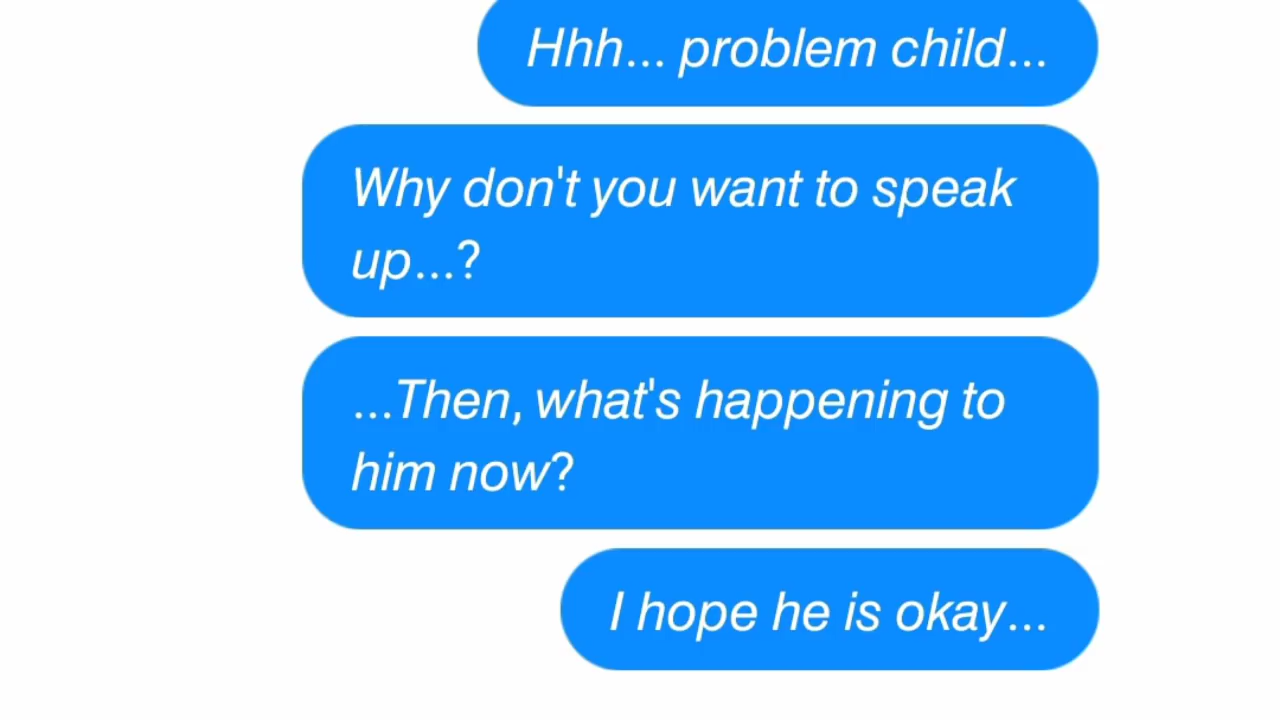 Hhh... problem child...
Why don't you want to speak
up...?
...Then, what's happening to
him now?
I hope he is okay...